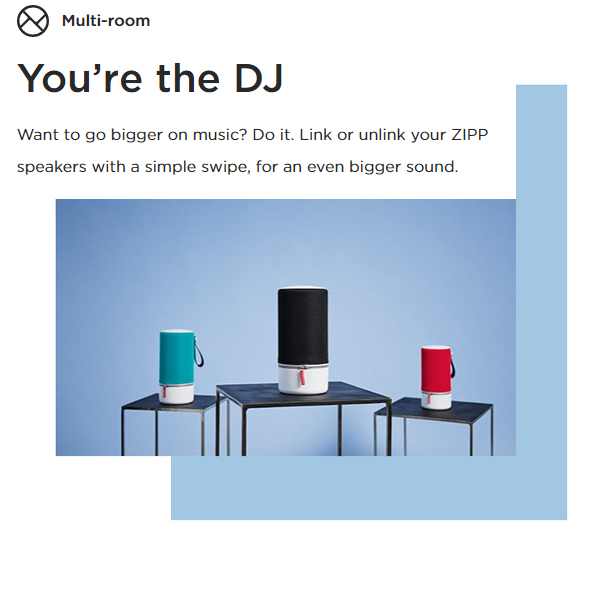 Multi-room
You’re the DJ
Want to go bigger on music? Do it. Link or unlink your ZIPP
speakers with a simple swipe, for an even bigger sound.